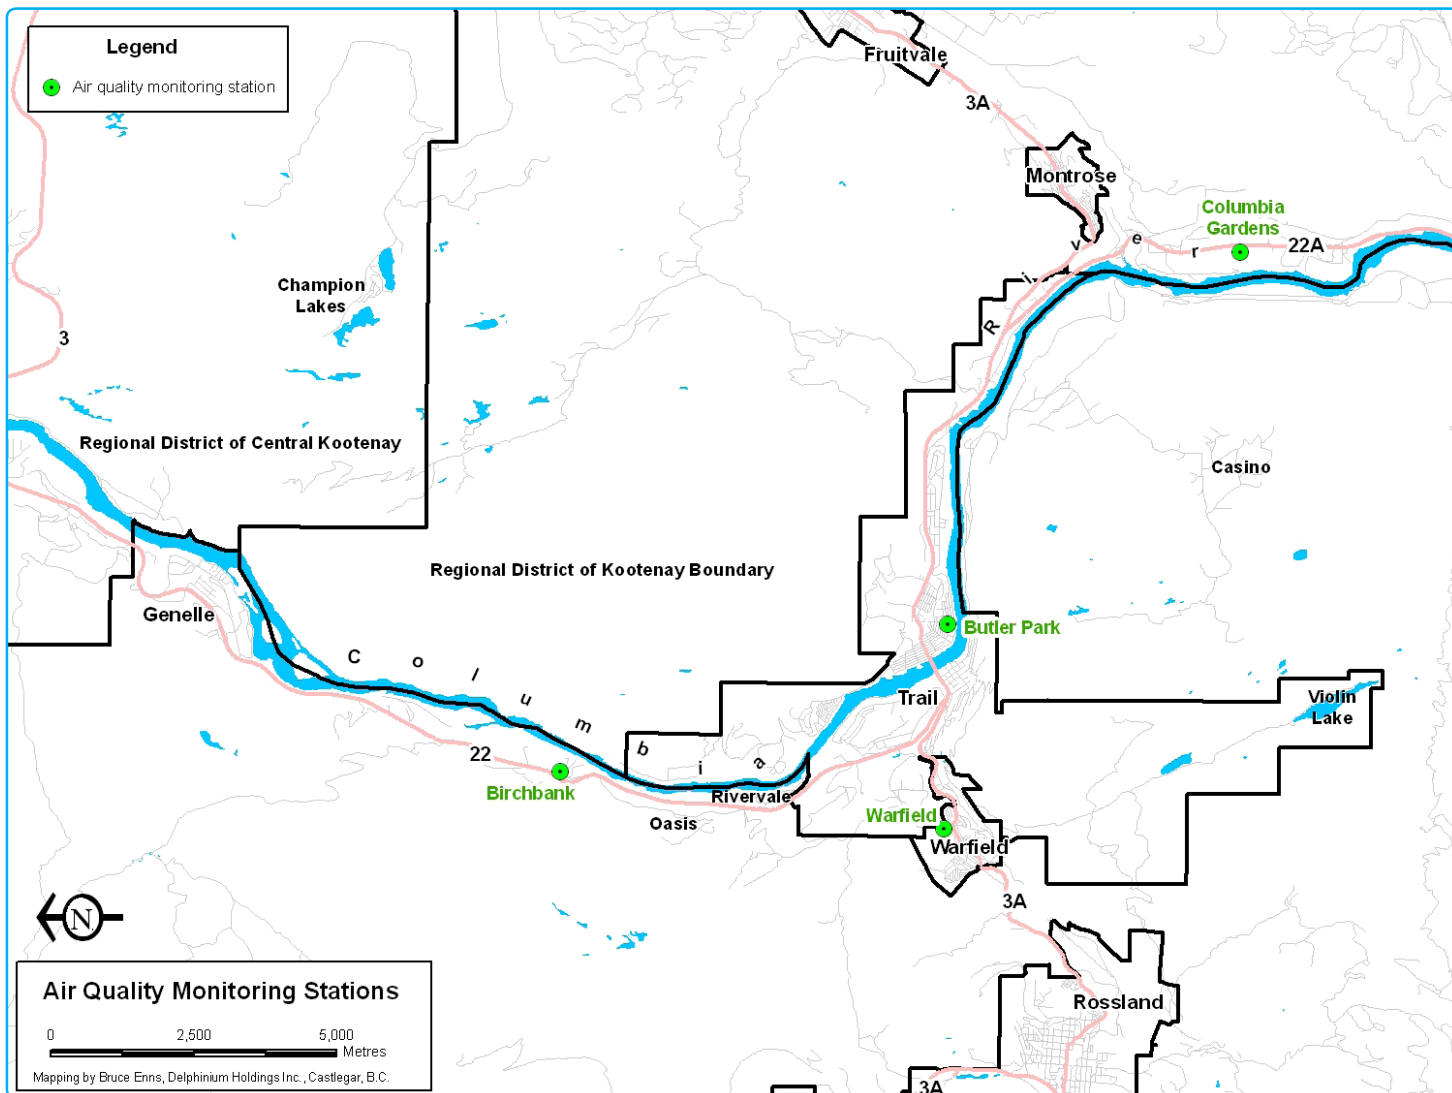 Legend
Air quality monitoring station
Fruitvale
3A
Montrose
Columbia
Gardens
22A
Champion
Lakes
3
Regional District of Central Kootenay
Casino
Regional District of Kootenay Boundary
Genelle
Butler Park
Columbia River
Trail
Violin
Lake
22
Birchbank
Rivervale
Oasis
Warfield
Warfield
3A
N
Rossland
3A
Air Quality Monitoring Stations
0 2,500 5,000
Metres
Mapping by Bruce Enns, Delphinium Holdings Inc., Castlegar, B.C.